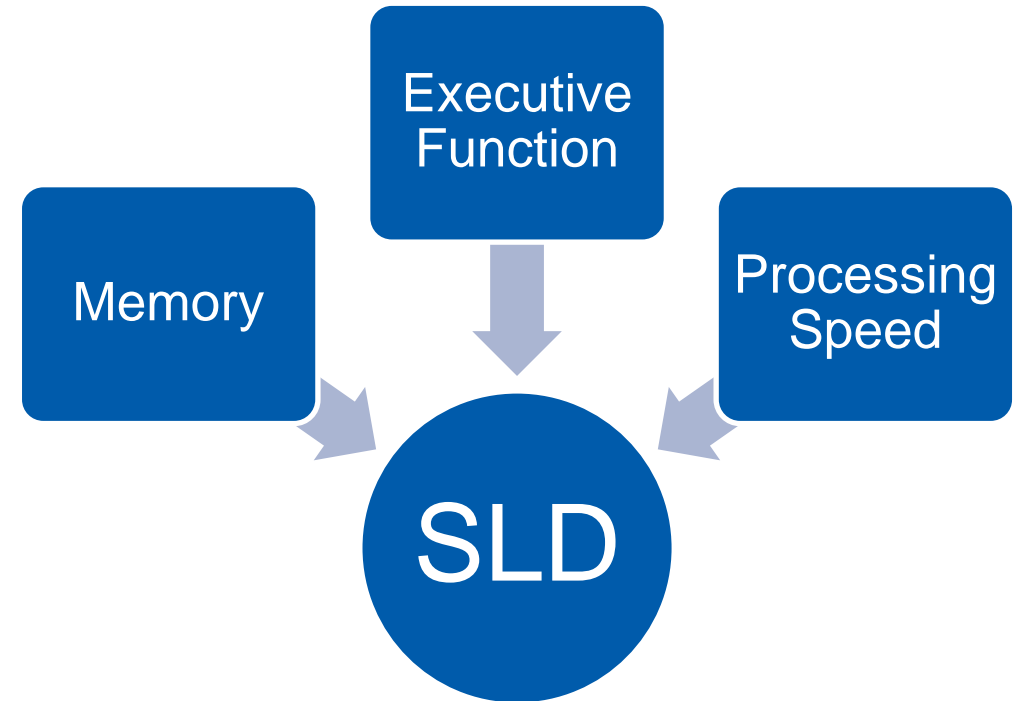 Executive
Function
Memory
Processing
Speed
SLD